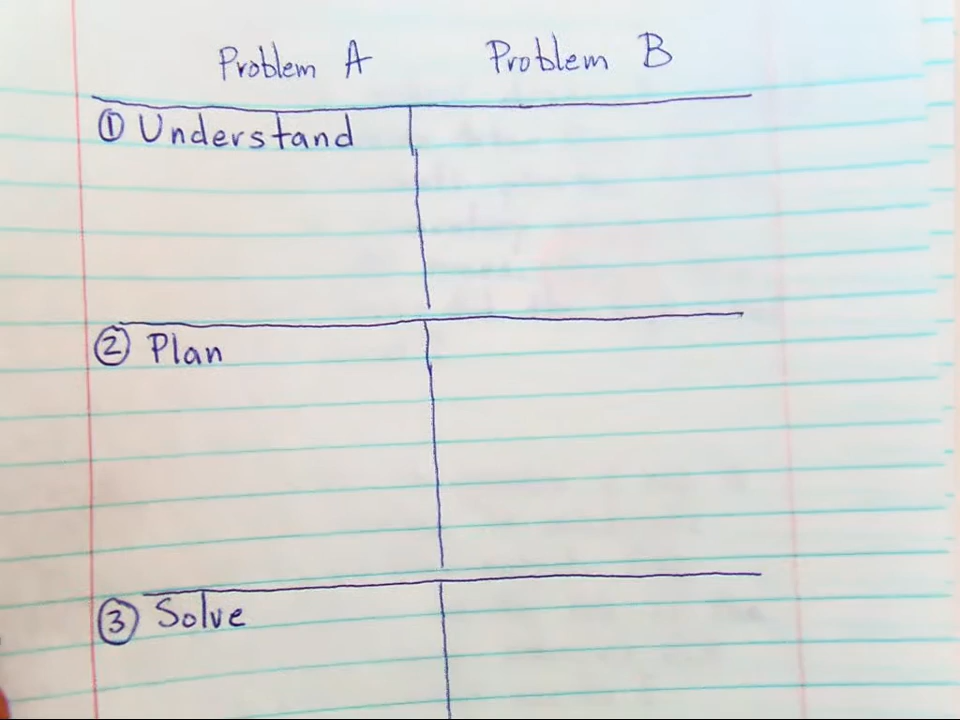 Problem A Problem B
① Understand
② Plan
③ Solve